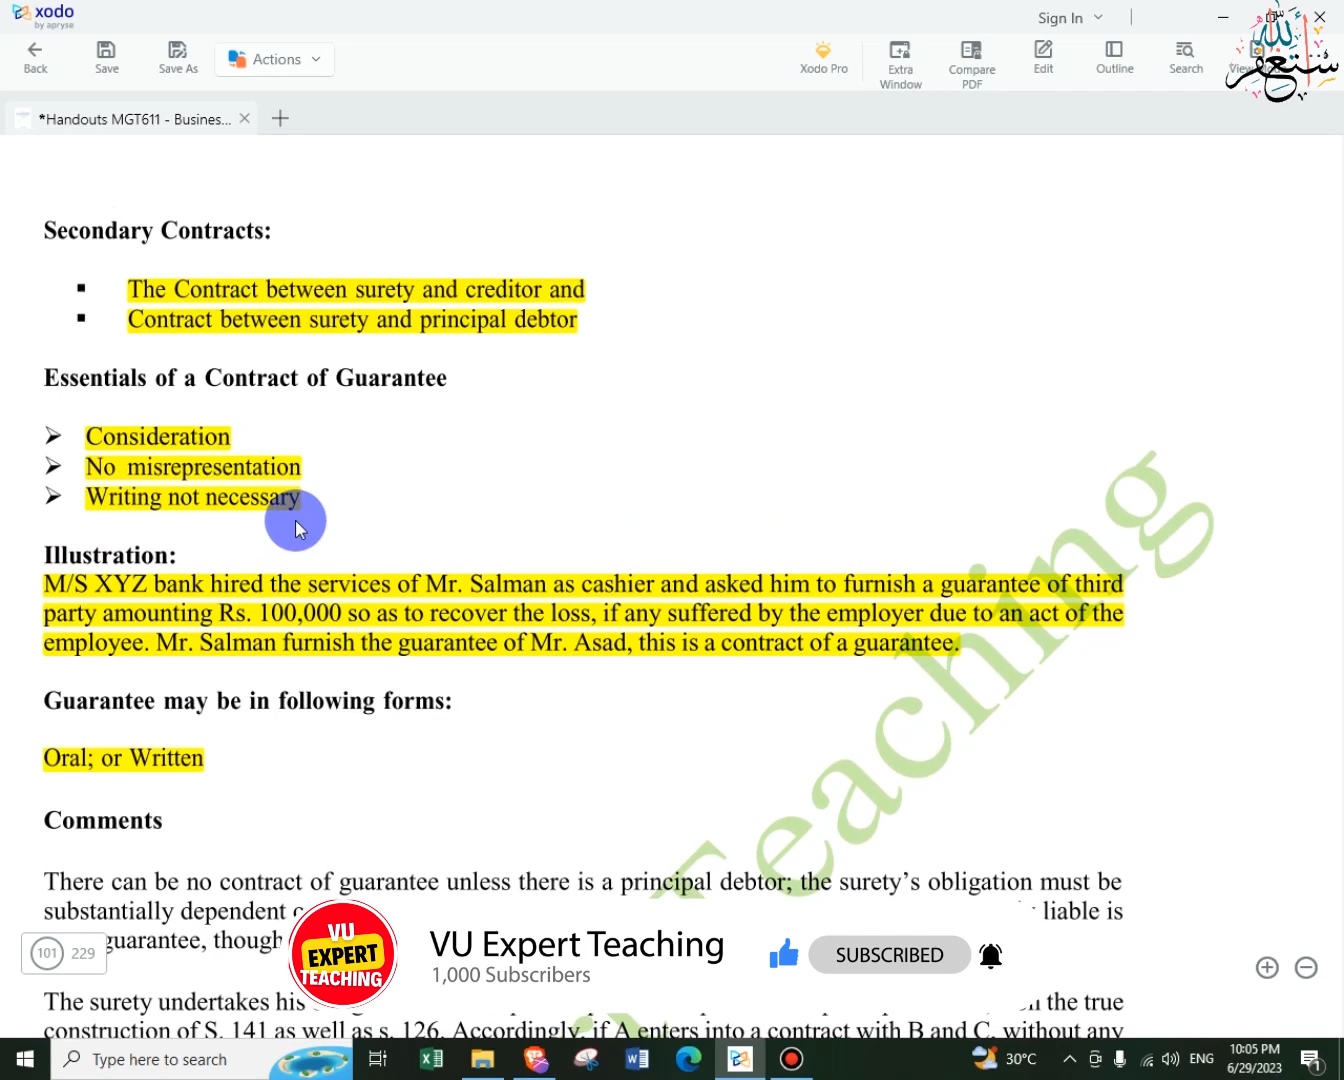 xodo
by apryse
Sign In
Back
Save
Save As
Actions
Xodo Pro
Extra Window
Compare PDF
Edit
Outline
Search
أستغفر الله
*Handouts MGT611 - Busines...
Secondary Contracts:
The Contract between surety and creditor and
Contract between surety and principal debtor
Essentials of a Contract of Guarantee
Consideration
No misrepresentation
Writing not necessary
Illustration:
M/S XYZ bank hired the services of Mr. Salman as cashier and asked him to furnish a guarantee of third
party amounting Rs. 100,000 so as to recover the loss, if any suffered by the employer due to an act of the
employee. Mr. Salman furnish the guarantee of Mr. Asad, this is a contract of a guarantee.
Guarantee may be in following forms:
Oral; or Written
Comments
There can be no contract of guarantee unless there is a principal debtor; the surety’s obligation must be
substantially dependent liable is
guarantee, though
101 229
VU EXPERT TEACHING
VU Expert Teaching
1,000 Subscribers
SUBSCRIBED
The surety undertakes his the true
construction of S. 141 as well as s. 126. Accordingly, if A enters into a contract with B and C, without any
Teaching
Type here to search
30°C
ENG
10:05 PM
6/29/2023
1